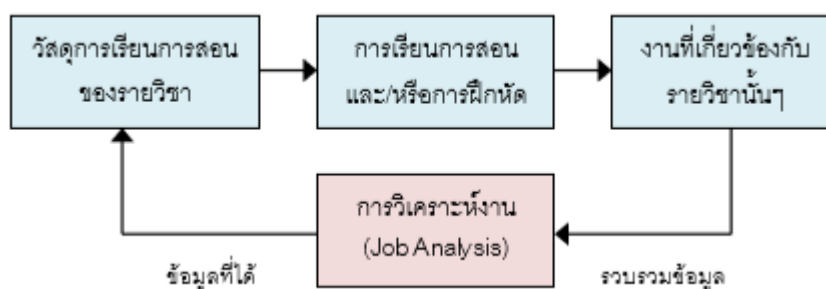 วัสดุการเรียนการสอน
ของรายวิชา
การเรียนการสอน
และ/หรือการฝึกหัด
งานที่เกี่ยวข้องกับ
รายวิชานั้นๆ
การวิเคราะห์งาน
(Job Analysis)
ข้อมูลที่ได้
รวบรวมข้อมูล